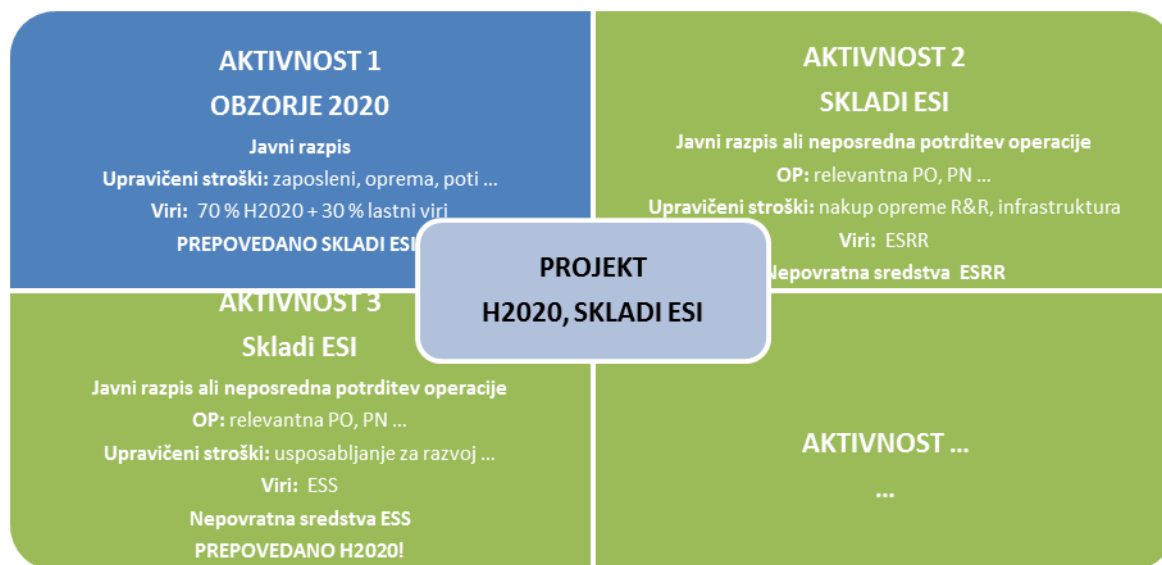 AKTIVNOST 1
OBZORJE 2020
Javni razpis
Upravičeni stroški: zaposleni, oprema, poti ...
Viri: 70 % H2020 + 30 % lastni viri
PREPOVEDANO SKLADI ESI
AKTIVNOST 2
SKLADI ESI
Javni razpis ali neposredna potrditev operacije
OP: relevantna PO, PN ...
Upravičeni stroški: nakup opreme R&R, infrastruktura
Viri: ESRR
Nepovratna sredstva ESRR
PROJEKT
H2020, SKLADI ESI
AKTIVNOST 3
Skladi ESI
Javni razpis ali neposredna potrditev operacije
OP: relevantna PO, PN ...
Upravičeni stroški: usposabljanje za razvoj ...
Viri: ESS
Nepovratna sredstva ESS
PREPOVEDANO H2020!
AKTIVNOST ...
...